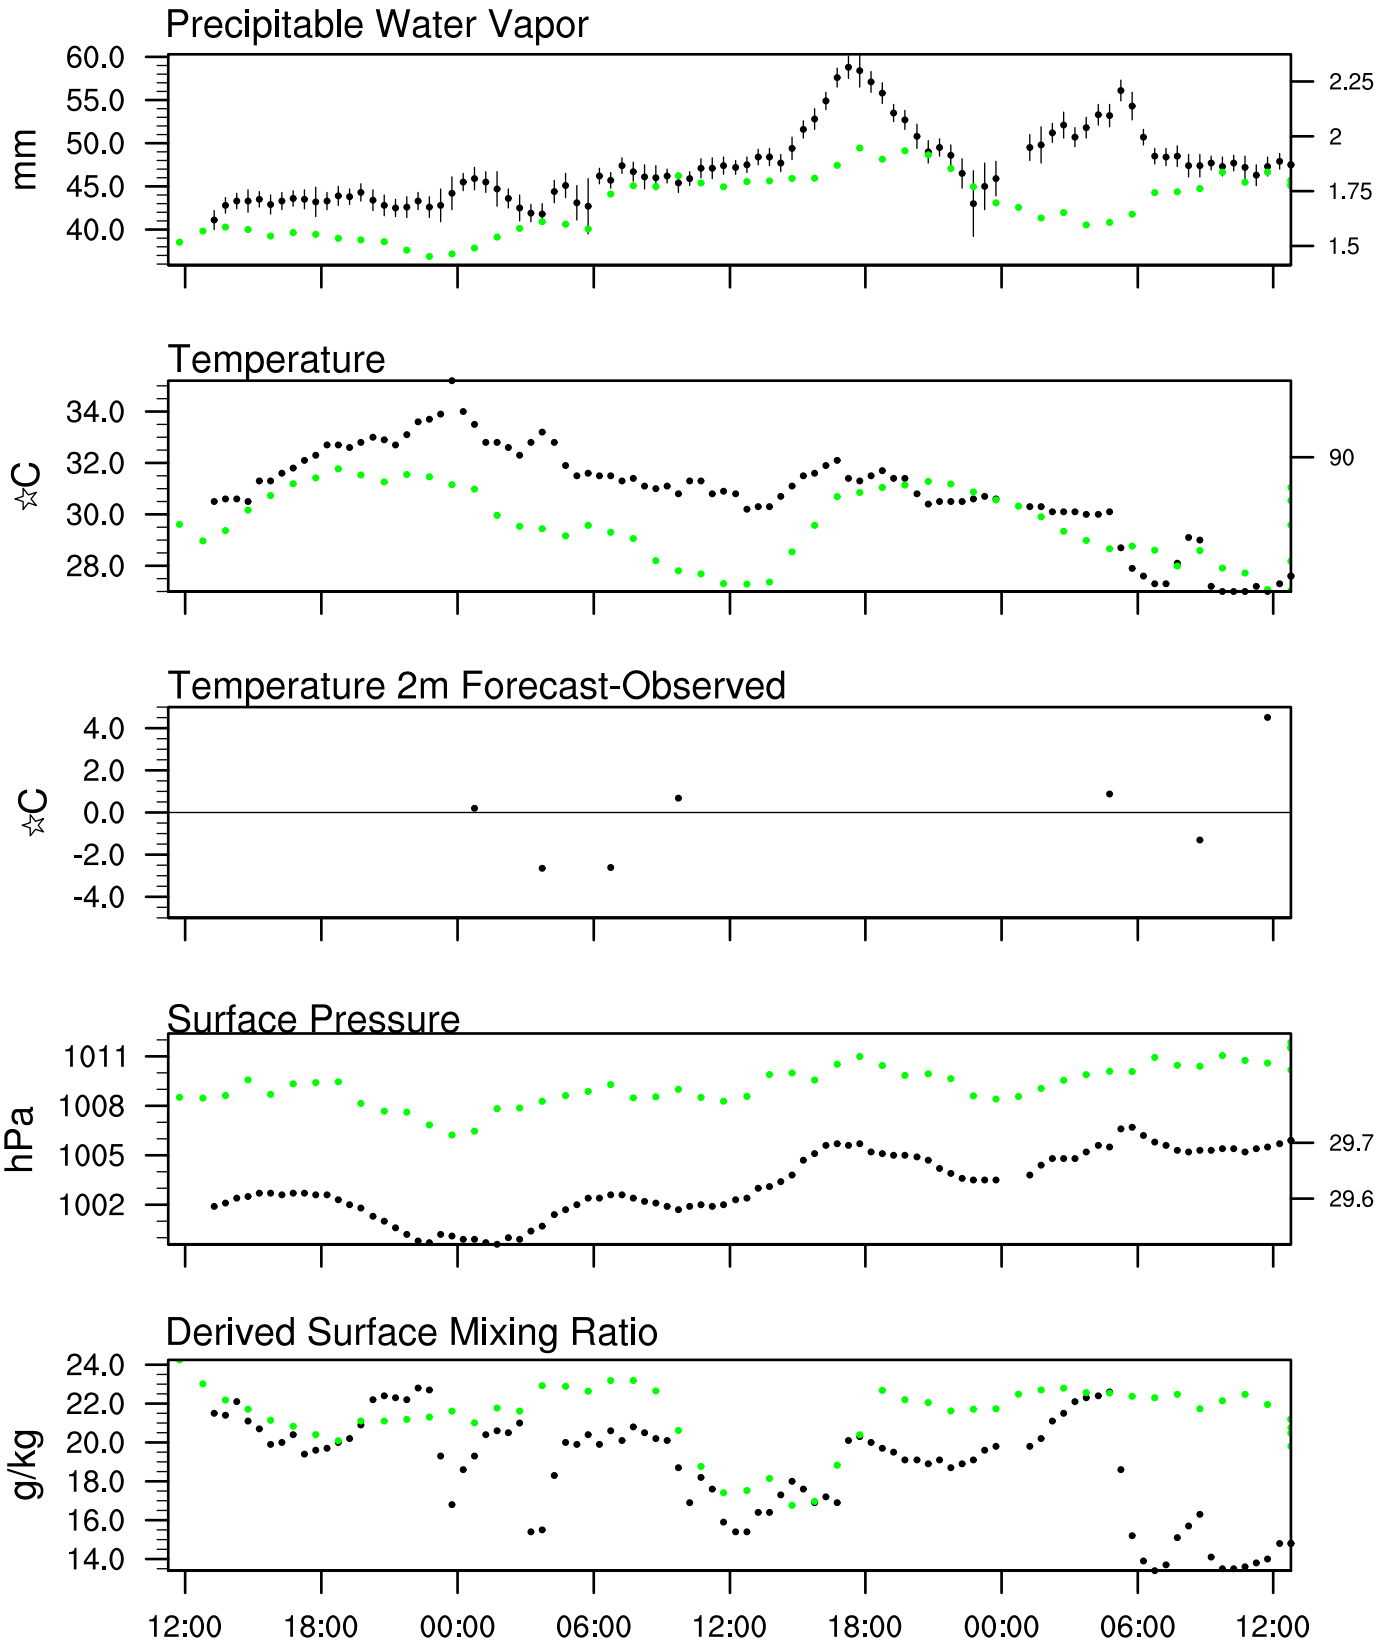 Precipitable Water Vapor
60.0
55.0
50.0
45.0
40.0
mm
2.25
2
1.75
1.5
Temperature
34.0
32.0
30.0
28.0
☆C
90
Temperature 2m Forecast-Observed
4.0
2.0
0.0
-2.0
-4.0
☆C
Surface Pressure
1011
1008
1005
1002
hPa
29.7
29.6
Derived Surface Mixing Ratio
24.0
22.0
20.0
18.0
16.0
14.0
g/kg
12:00 18:00 00:00 06:00 12:00 18:00 00:00 06:00 12:00